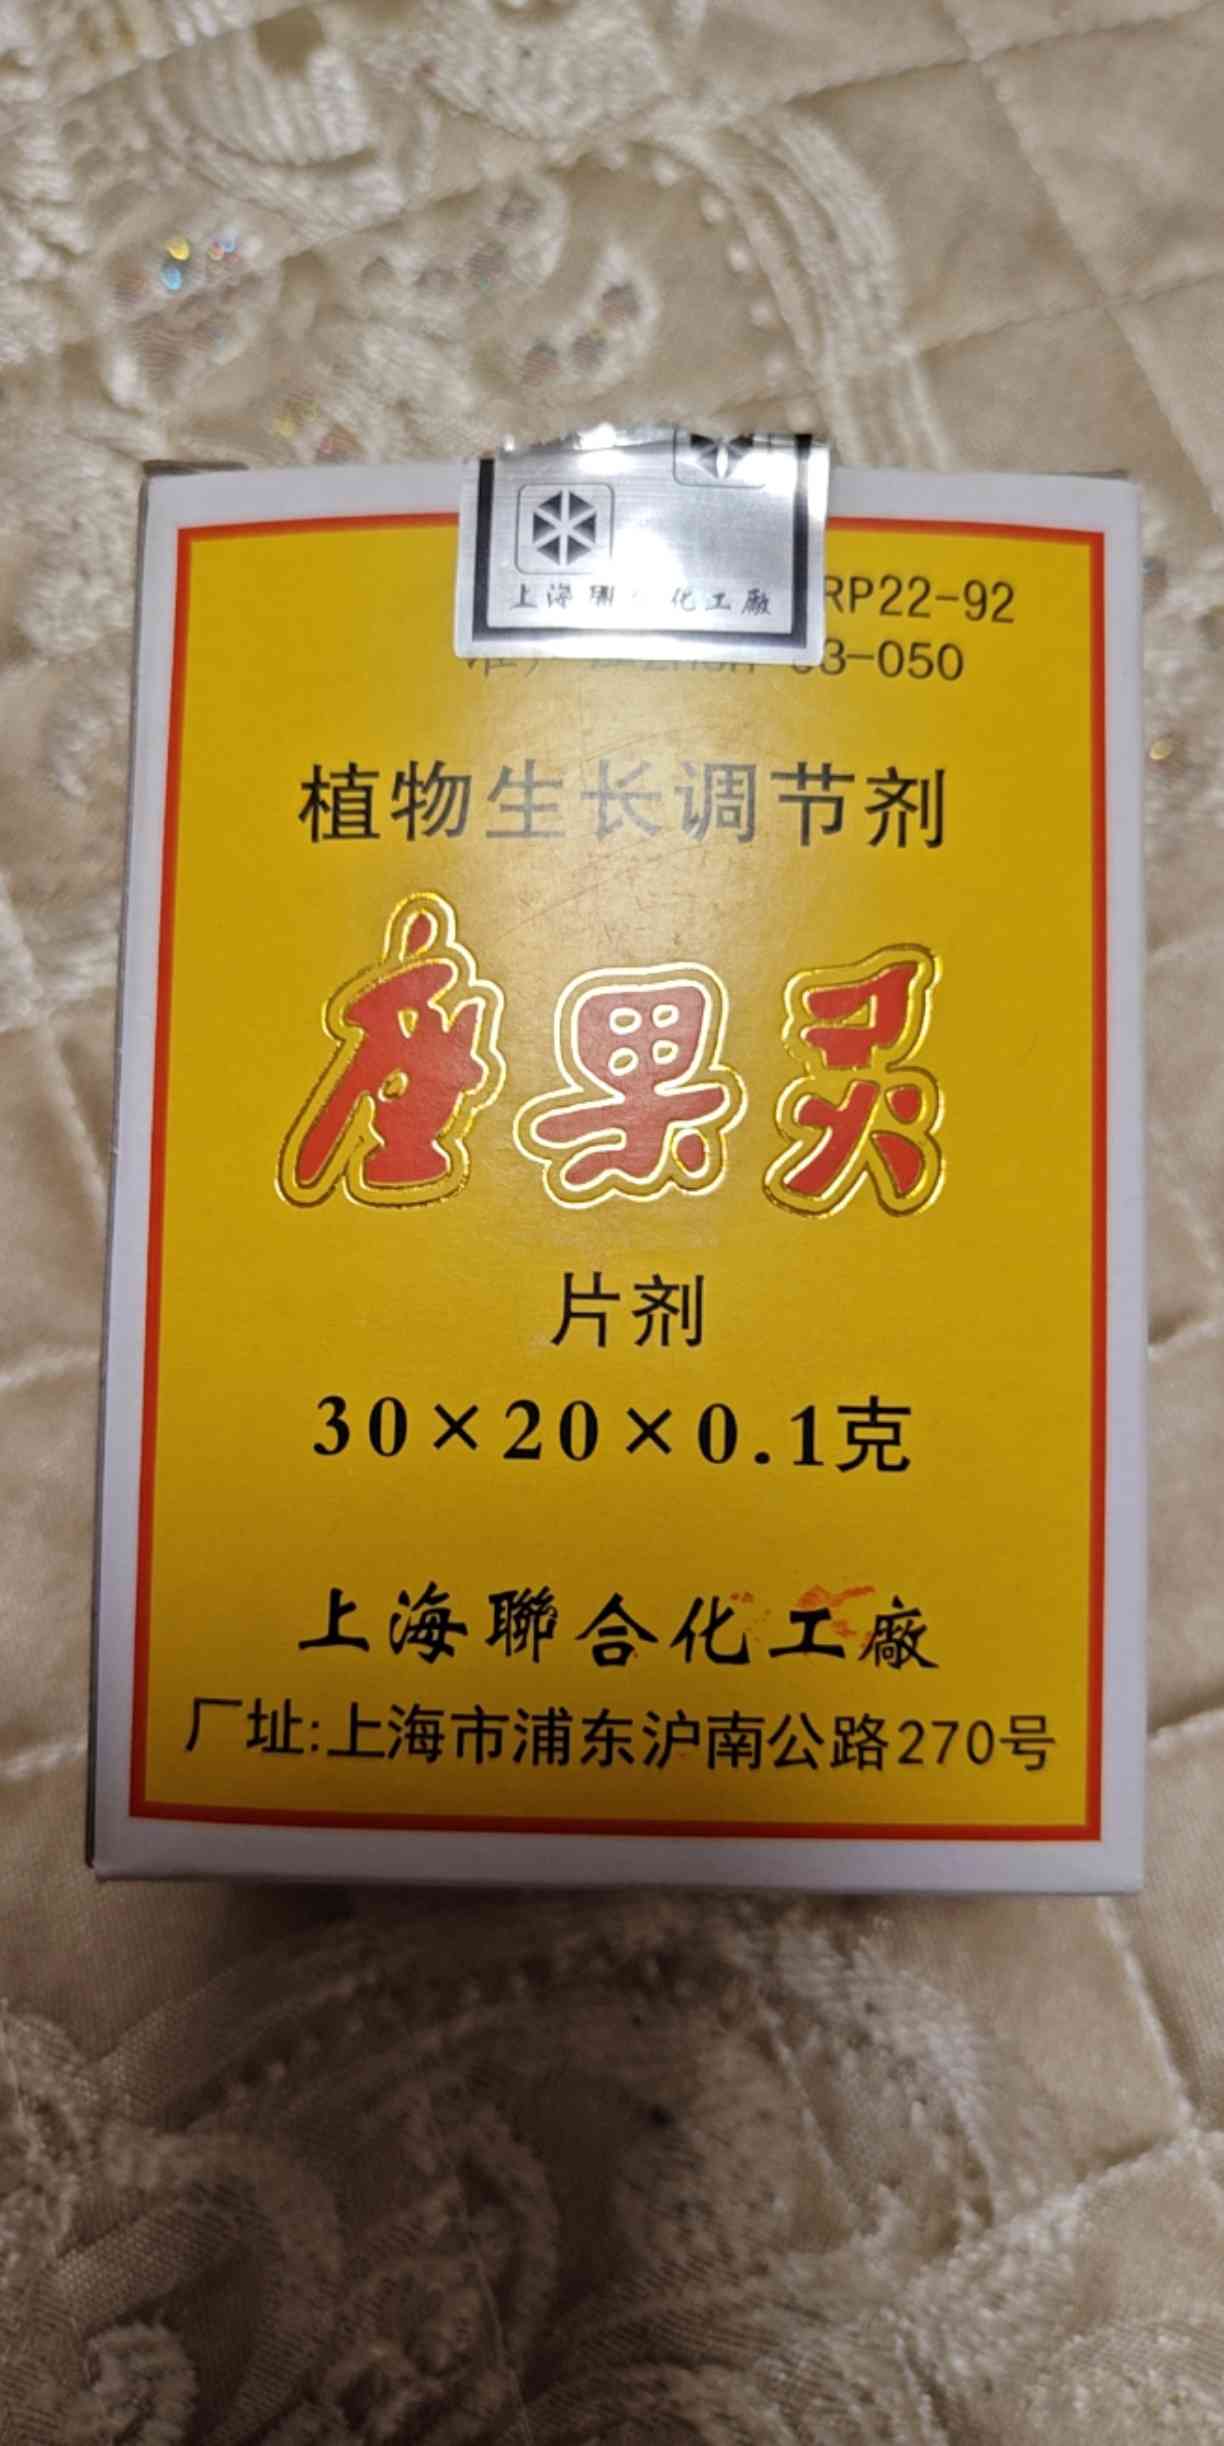 上海聯合化工廠
RP22-92
3-050
植物生长调节剂
座果灵
片剂
30×20×0.1克
上海聯合化工廠
厂址:上海市浦东沪南公路270号